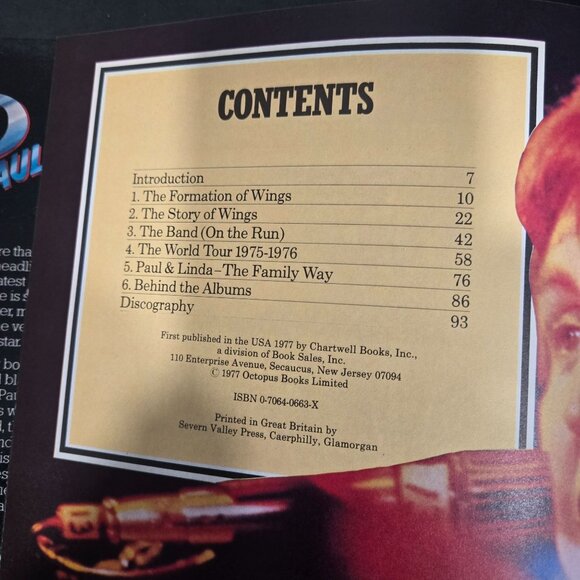 CONTENTS
Introduction 7
1. The Formation of Wings 10
2. The Story of Wings 22
3. The Band (On the Run) 42
4. The World Tour 1975-1976 58
5. Paul & Linda–The Family Way 76
6. Behind the Albums 86
Discography 93
First published in the USA 1977 by Chartwell Books, Inc.,
a division of Book Sales, Inc.
110 Enterprise Avenue, Secaucus, New Jersey 07094
© 1977 Octopus Books Limited
ISBN 0-7064-0663-X
Printed in Great Britain by
Severn Valley Press, Caerphilly, Glamorgan
AUL